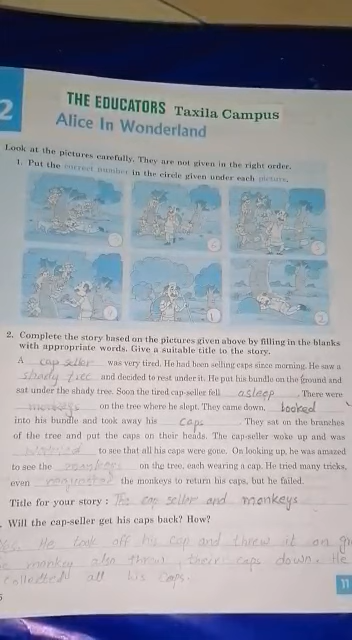 2
THE EDUCATORS Taxila Campus
Alice In Wonderland
Look at the pictures carefully. They are not given in the right order.
1. Put the correct number in the circle given under each picture.
2. Complete the story based on the pictures given above by filling in the blanks
with appropriate words. Give a suitable title to the story.
A cap seller was very tired. He had been selling caps since morning. He saw a
shady tree and decided to rest under it. He put his bundle on the ground and
sat under the shady tree. Soon the tired cap-seller fell asleep. There were
monkeys on the tree where he slept. They came down, looked
into his bundle and took away his caps. They sat on the branches
of the tree and put the caps on their heads. The cap-seller woke up and was
to see that all his caps were gone. On looking up, he was amazed
to see the monkees on the tree, each wearing a cap. He tried many tricks,
even requested the monkeys to return his caps, but he failed.
Title for your story: The cap seller and monkeys
Will the cap-seller get his caps back? How?
He took off his cap and threw it on
monkey also throw their caps down. He
collected all his caps.
11